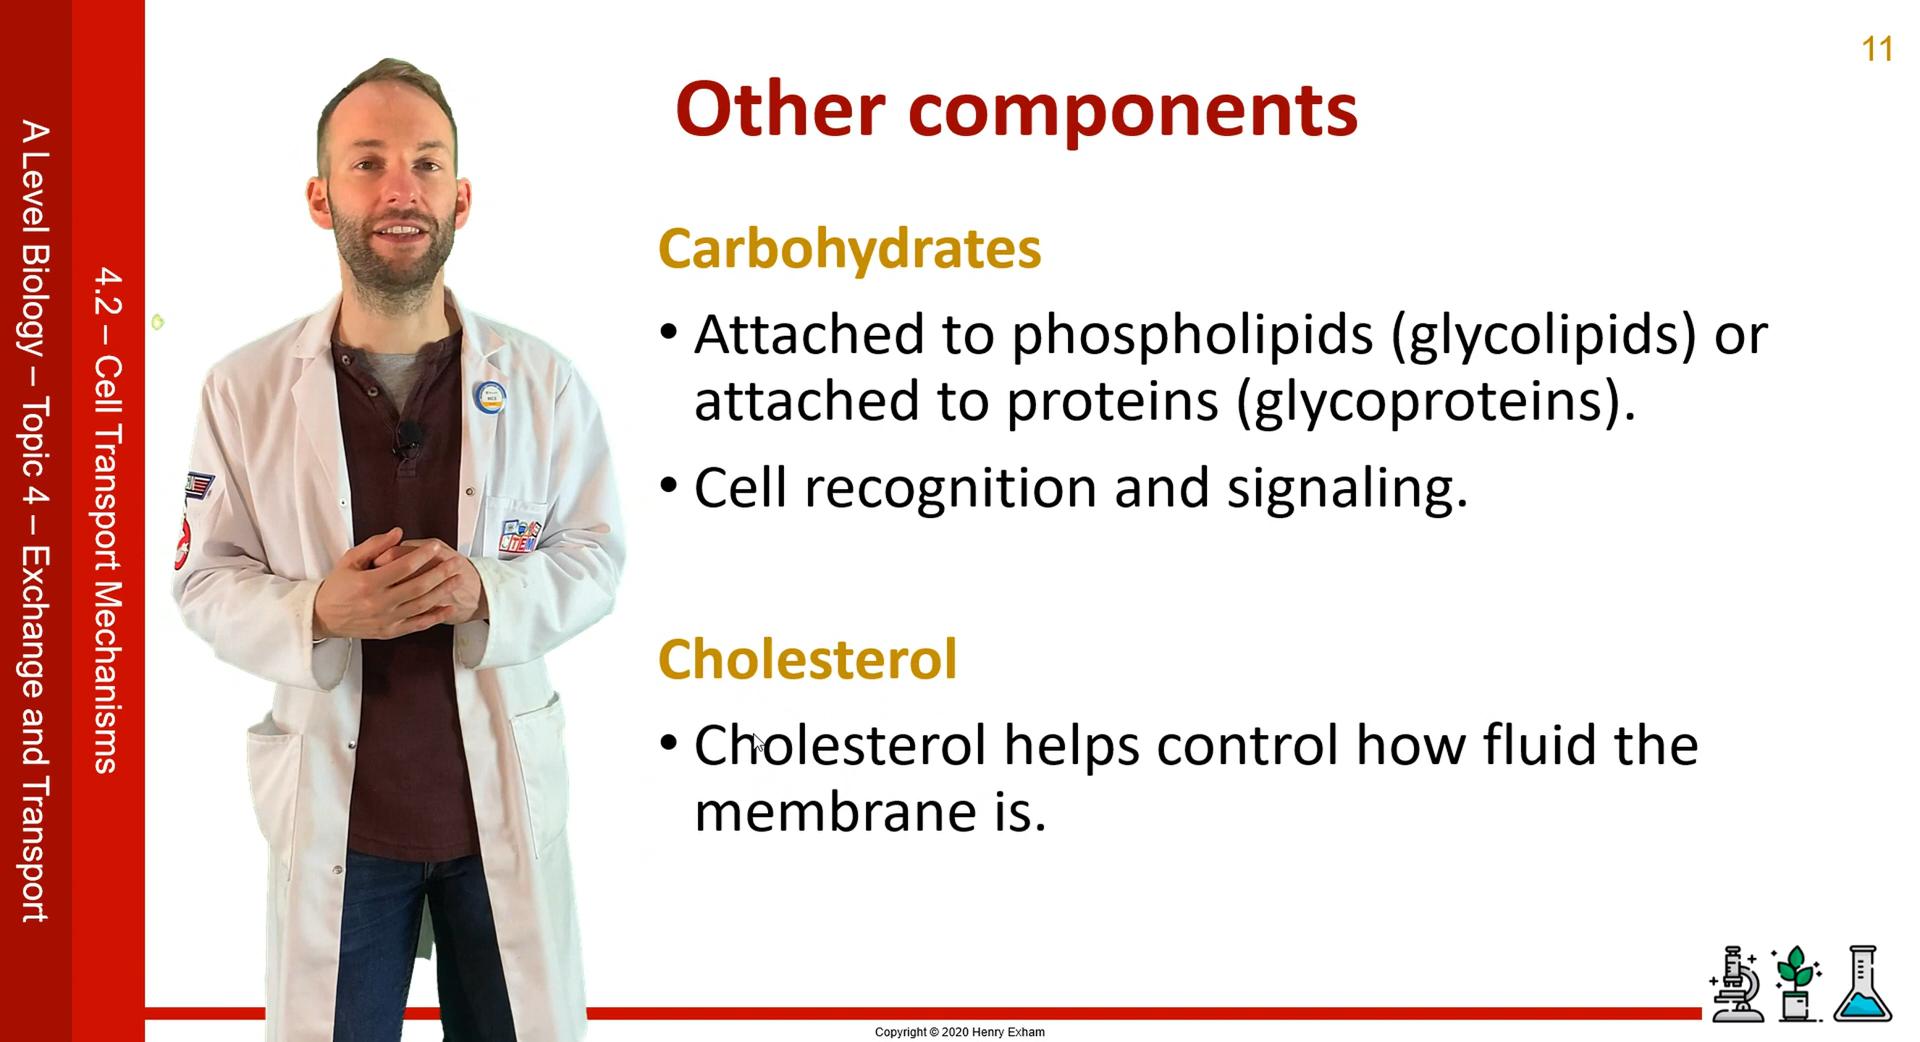 11
A Level Biology – Topic 4 – Exchange and Transport
4.2 – Cell Transport Mechanisms
Other components
Carbohydrates
• Attached to phospholipids (glycolipids) or
attached to proteins (glycoproteins).
• Cell recognition and signaling.
Cholesterol
• Cholesterol helps control how fluid the
membrane is.
STEM
Copyright © 2020 Henry Exham